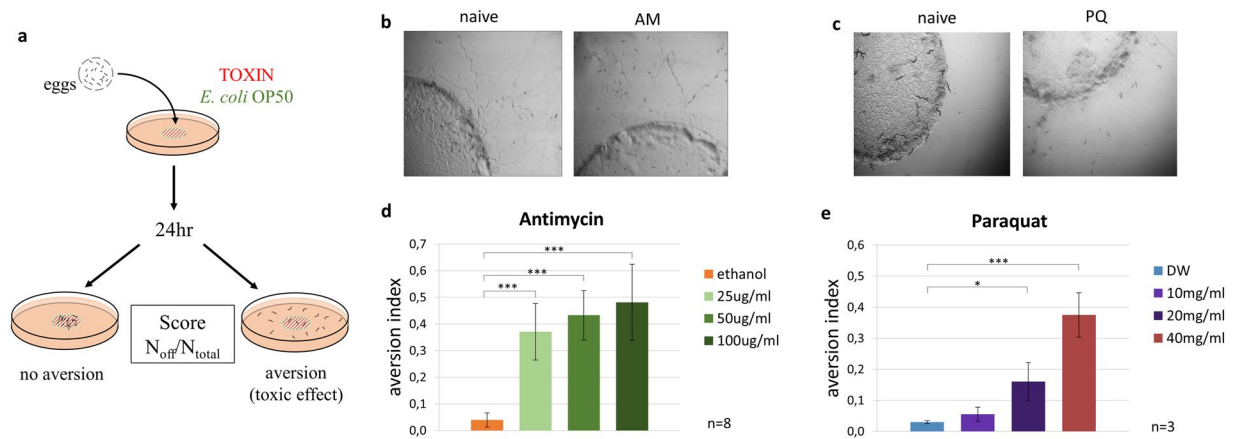 a
eggs
TOXIN
E. coli OP50
24hr
no aversion
Score
Noff/Ntotal
aversion
(toxic effect)
b
naive
AM
c
naive
PQ
d
Antimycin
aversion index
0,7
0,6
0,5
0,4
0,3
0,2
0,1
0,0
***
***
***
ethanol
25ug/ml
50ug/ml
100ug/ml
n=8
e
Paraquat
aversion index
0,6
0,5
0,4
0,3
0,2
0,1
0,0
***
*
DW
10mg/ml
20mg/ml
40mg/ml
n=3